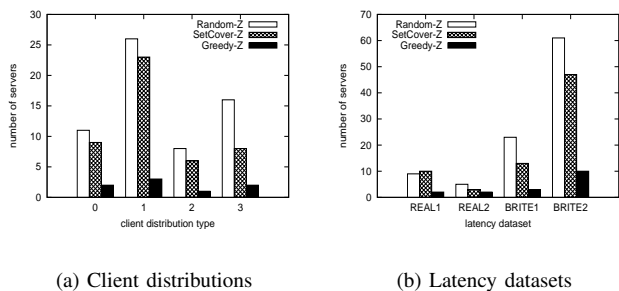 30
25
20
15
10
5
0
number of servers
Random-Z
SetCover-Z
Greedy-Z
0 1 2 3
client distribution type
(a) Client distributions
70
60
50
40
30
20
10
0
number of servers
Random-Z
SetCover-Z
Greedy-Z
REAL1 REAL2 BRITE1 BRITE2
latency dataset
(b) Latency datasets